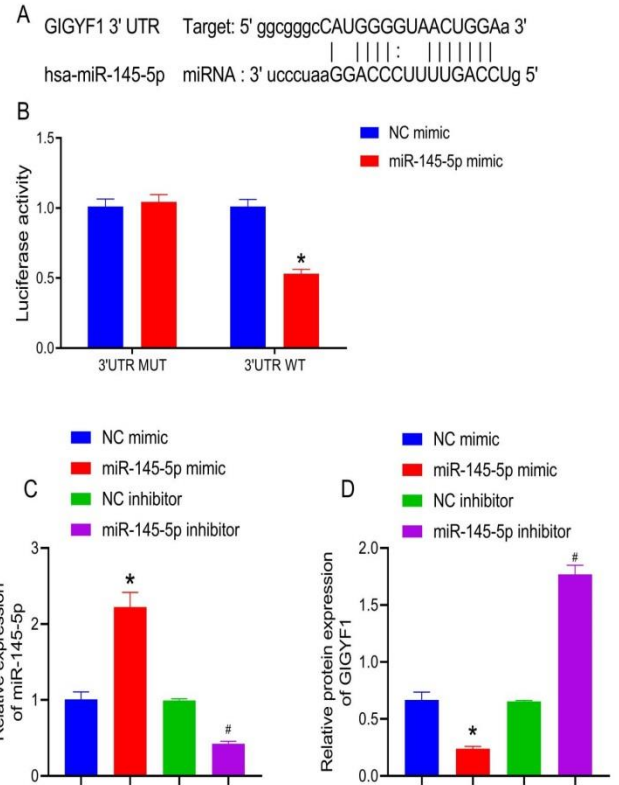 A
GIGYF1 3' UTR Target: 5' ggcgggcCAUGGGGUAACUGGAa 3'
| |||| : |||||||
hsa-miR-145-5p miRNA : 3' ucccuaaGGACCCUUUUGACCUg 5'
B
NC mimic
miR-145-5p mimic
Luciferase activity
1.5
1.0
0.5
0.0
*
3'UTR MUT
3'UTR WT
C
NC mimic
miR-145-5p mimic
NC inhibitor
miR-145-5p inhibitor
Relative expression
of miR-145-5p
3
2
1
0
*
#
D
NC mimic
miR-145-5p mimic
NC inhibitor
miR-145-5p inhibitor
Relative protein expression
of GIGYF1
2.0
1.5
1.0
0.5
0.0
*
#